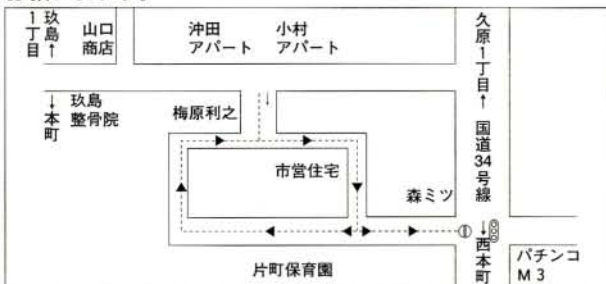 玖島1丁目↑
山口
商店
沖田
アパート
小村
アパート
久原1丁目↑
↓本町
玖島
整骨院
梅原利之
国道34号線
市営住宅
森ミツ
↓西本町
片町保育園
パチンコ
M3